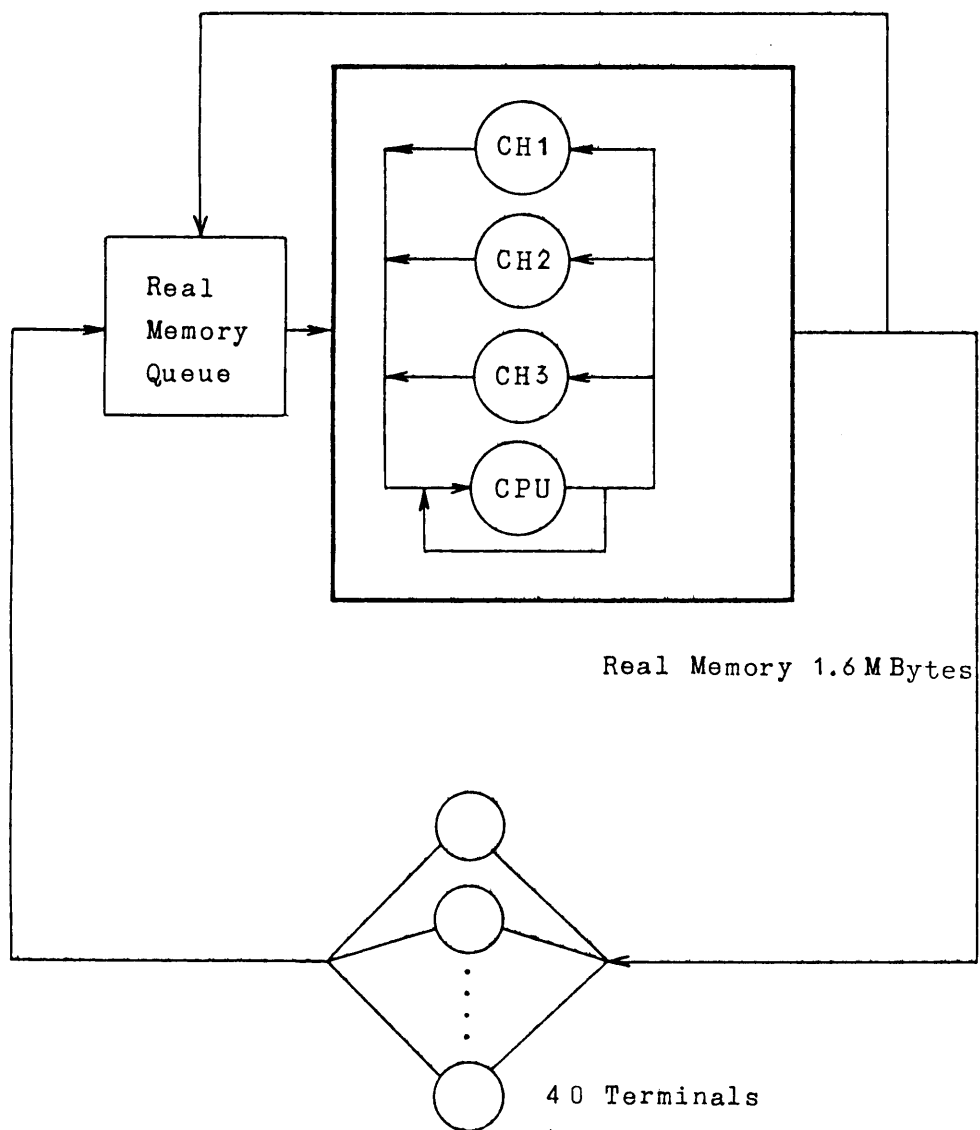 CH1
CH2
CH3
CPU
Real
Memory
Queue
Real Memory 1.6 M Bytes
40 Terminals